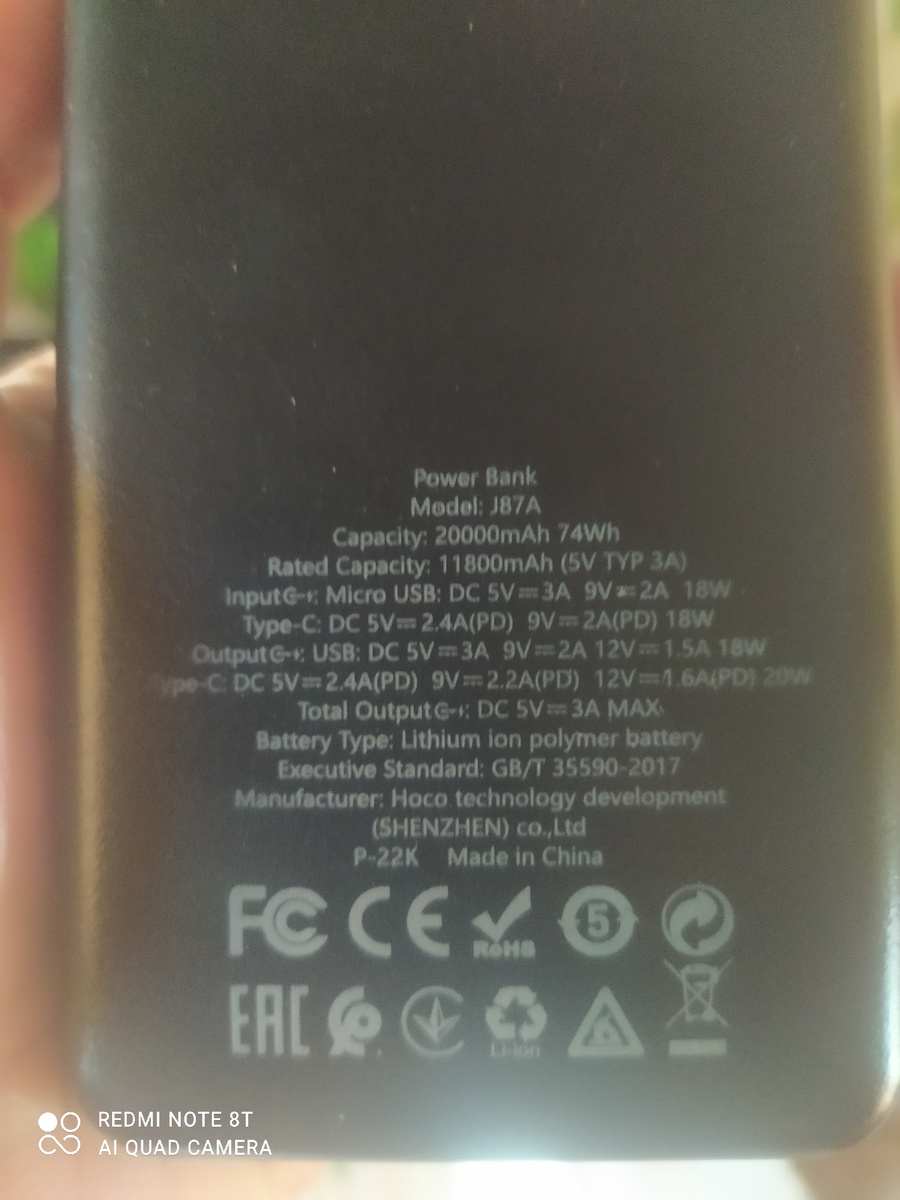 Power Bank
Model: J87A
Capacity: 20000mAh 74Wh
Rated Capacity: 11800mAh (5V TYP 3A)
Input: Micro USB: DC 5V⎓3A 9V⎓2A 18W
Type-C: DC 5V⎓2.4A(PD) 9V⎓2A(PD) 18W
Output: USB: DC 5V⎓3A 9V⎓2A 12V⎓1.5A 18W
Type-C: DC 5V⎓2.4A(PD) 9V⎓2.2A(PD) 12V⎓1.6A(PD) 20W
Total Output: DC 5V⎓3A MAX
Battery Type: Lithium ion polymer battery
Executive Standard: GB/T 35590-2017
Manufacturer: Hoco technology development
(SHENZHEN) co.,Ltd
P-22K Made in China
FC CE RoHS 5
EAC Li-ion
REDMI NOTE 8T
AI QUAD CAMERA